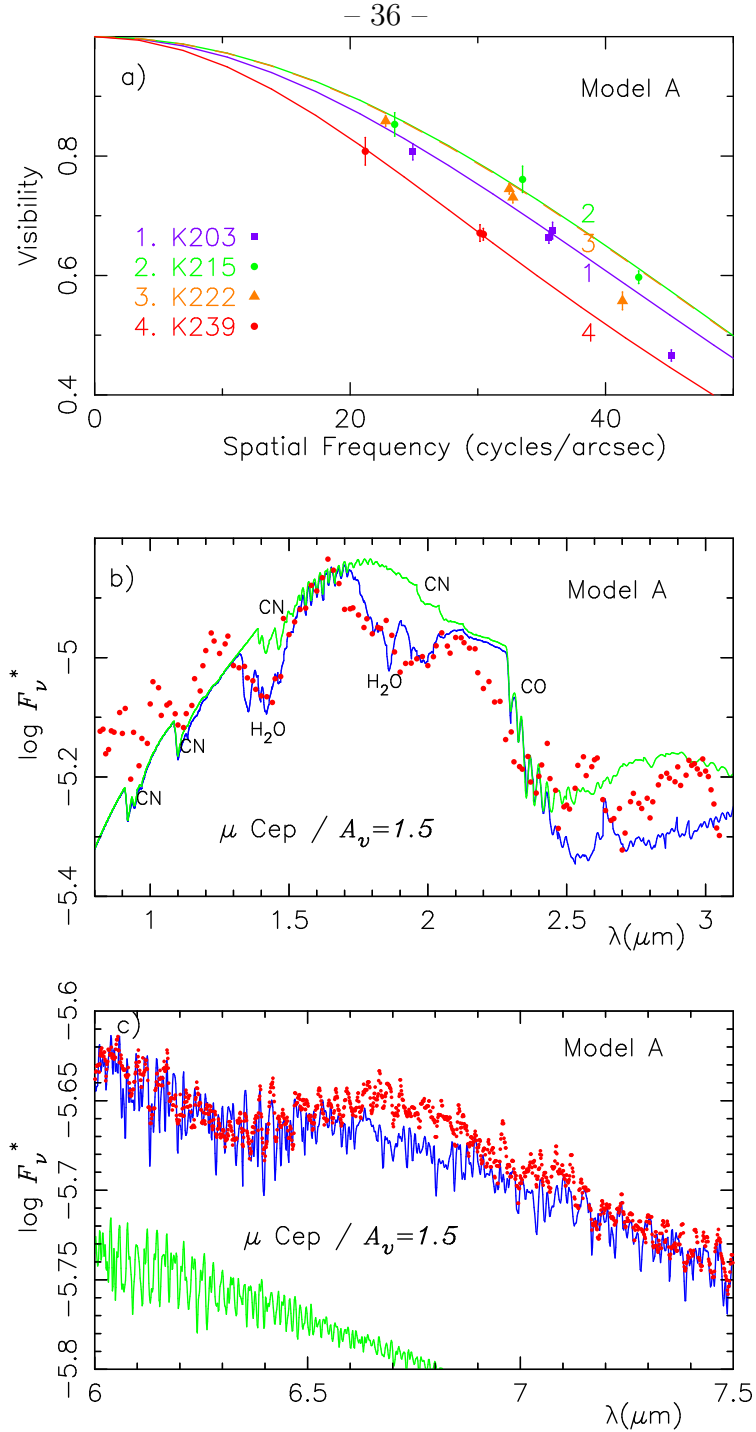 – 36 –
a)
Model A
Visibility
0.4
0.6
0.8
1. K203
2. K215
3. K222
4. K239
2
3
1
4
0
20
40
Spatial Frequency (cycles/arcsec)
b)
Model A
log Fν*
−5
−5.2
−5.4
CN
CN
CN
CN
H2O
H2O
CO
μ Cep / Av=1.5
1
1.5
2
2.5
3
λ(μm)
c)
Model A
log Fν*
−5.6
−5.65
−5.7
−5.75
−5.8
μ Cep / Av=1.5
6
6.5
7
7.5
λ(μm)